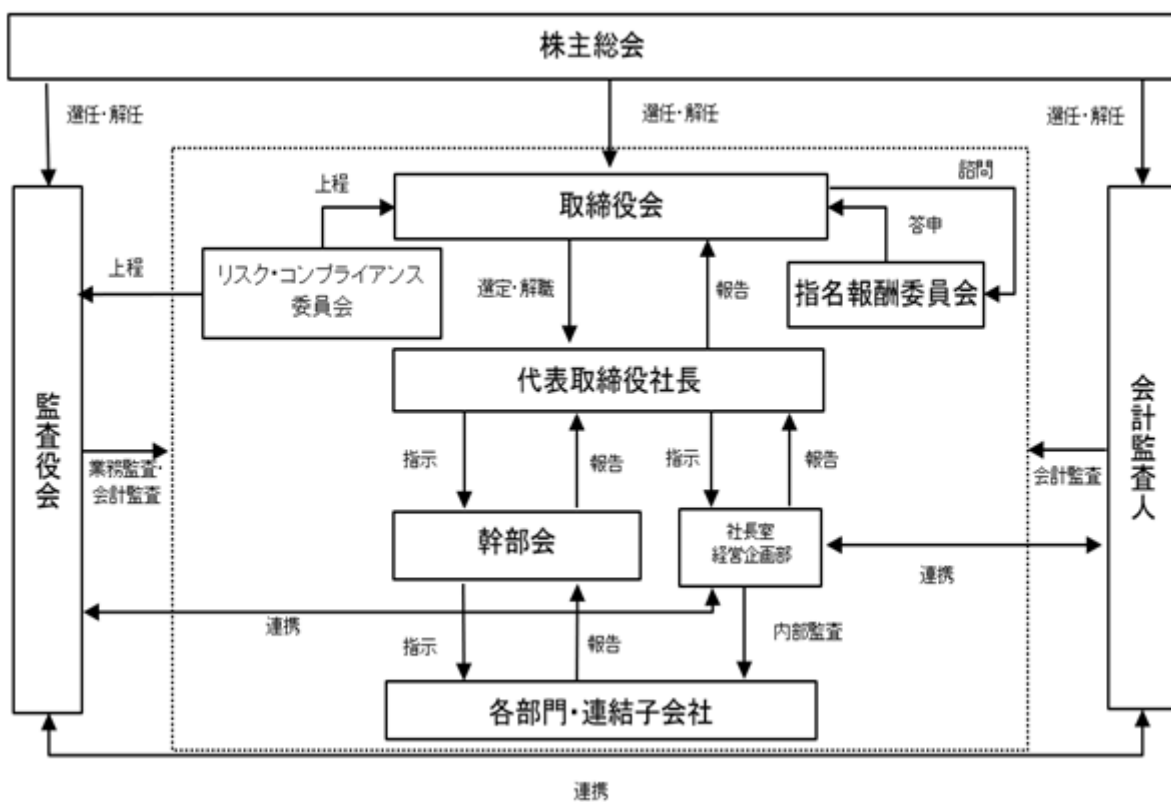 株主総会
選任・解任
選任・解任
選任・解任
諮問
上程
取締役会
答申
上程
リスク・コンプライアンス
委員会
選定・解職
報告
指名報酬委員会
代表取締役社長
監査役会
会計監査人
業務監査・
会計監査
指示
報告
指示
報告
会計監査
幹部会
社長室
経営企画部
連携
連携
指示
報告
内部監査
各部門・連結子会社
連携